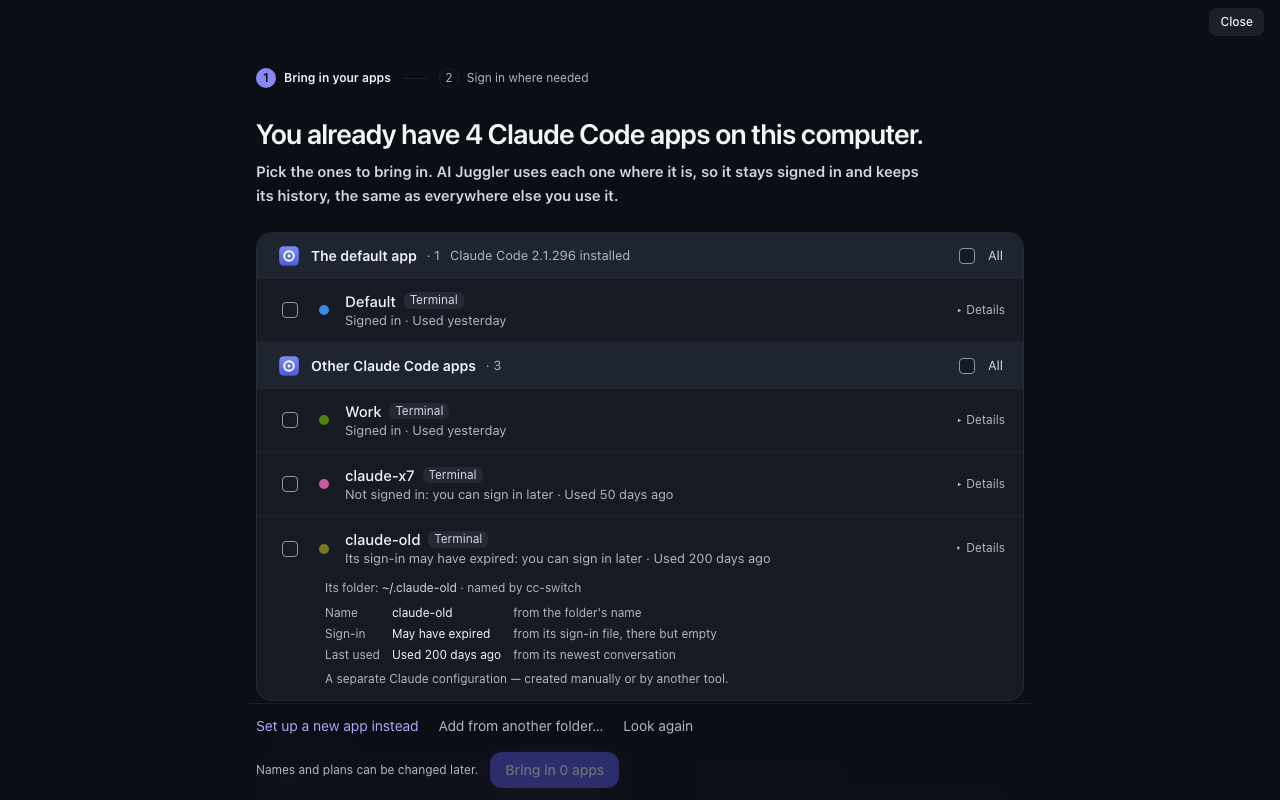 Close
1 Bring in your apps 2 Sign in where needed
You already have 4 Claude Code apps on this computer.
Pick the ones to bring in. AI Juggler uses each one where it is, so it stays signed in and keeps
its history, the same as everywhere else you use it.
The default app · 1 Claude Code 2.1.296 installed All
Default Terminal
Signed in · Used yesterday
▸ Details
Other Claude Code apps · 3 All
Work Terminal
Signed in · Used yesterday
▸ Details
claude-x7 Terminal
Not signed in: you can sign in later · Used 50 days ago
▸ Details
claude-old Terminal
Its sign-in may have expired: you can sign in later · Used 200 days ago
▾ Details
Its folder: ~/.claude-old · named by cc-switch
Name claude-old from the folder's name
Sign-in May have expired from its sign-in file, there but empty
Last used Used 200 days ago from its newest conversation
A separate Claude configuration — created manually or by another tool.
Set up a new app instead Add from another folder... Look again
Names and plans can be changed later. Bring in 0 apps